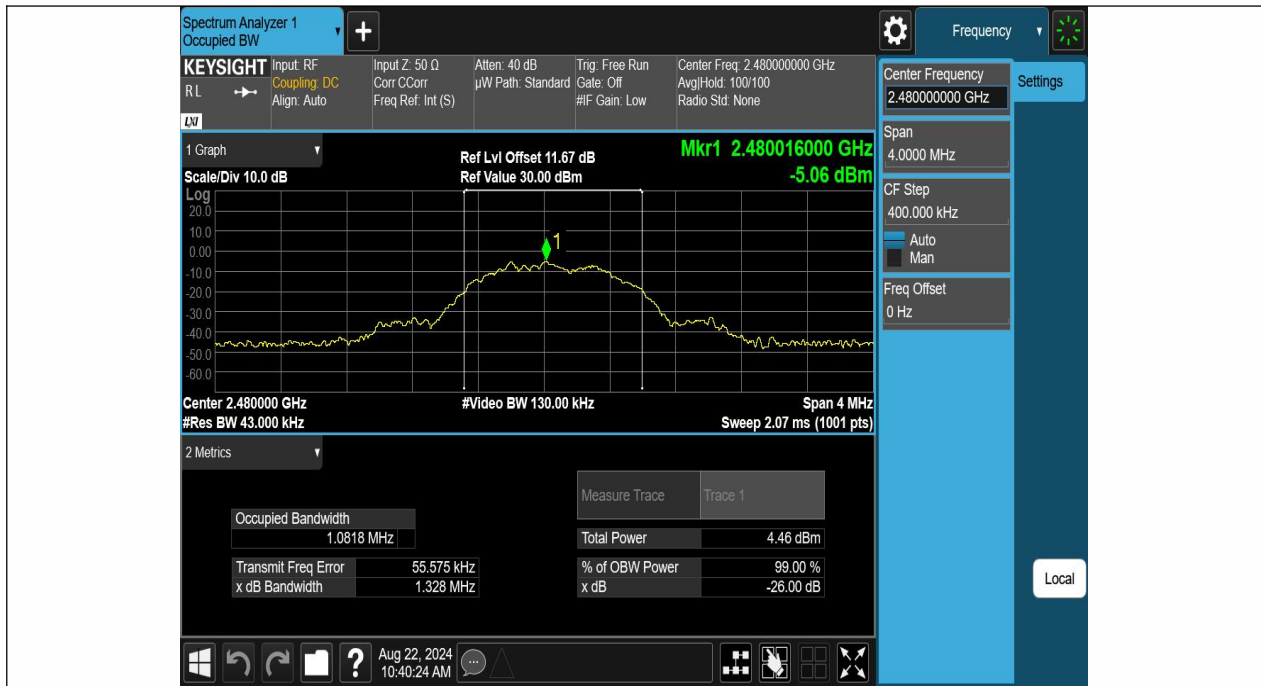 Spectrum Analyzer 1
Occupied BW
+
Frequency
KEYSIGHT
RL
LXI
Input: RF
Coupling: DC
Align: Auto
Input Z: 50 Ω
Corr CCorr
Freq Ref: Int (S)
Atten: 40 dB
µW Path: Standard
Trig: Free Run
Gate: Off
#IF Gain: Low
Center Freq: 2.480000000 GHz
Avg|Hold: 100/100
Radio Std: None
Center Frequency
2.480000000 GHz
Settings
Span
4.0000 MHz
CF Step
400.000 kHz
Auto
Man
Freq Offset
0 Hz
Local
1 Graph
Scale/Div 10.0 dB
Ref Lvl Offset 11.67 dB
Ref Value 30.00 dBm
Mkr1 2.480016000 GHz
-5.06 dBm
Log
20.0
10.0
0.00
-10.0
-20.0
-30.0
-40.0
-50.0
-60.0
1
Center 2.480000 GHz
#Res BW 43.000 kHz
#Video BW 130.00 kHz
Span 4 MHz
Sweep 2.07 ms (1001 pts)
2 Metrics
Measure Trace Trace 1
Occupied Bandwidth
1.0818 MHz
Total Power 4.46 dBm
Transmit Freq Error 55.575 kHz
% of OBW Power 99.00 %
x dB Bandwidth 1.328 MHz
x dB -26.00 dB
?
Aug 22, 2024
10:40:24 AM